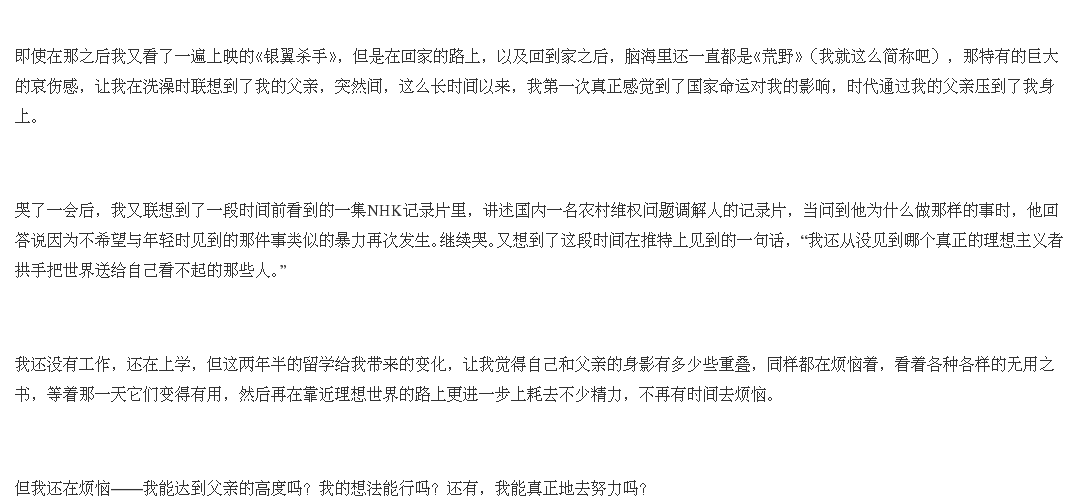 即使在那之后我又看了一遍上映的《银翼杀手》，但是在回家的路上，以及回到家之后，脑海里还一直都是《荒野》（我就这么简称吧），那特有的巨大
的哀伤感，让我在洗澡时联想到了我的父亲，突然间，这么长时间以来，我第一次真正感觉到了国家命运对我的影响，时代通过我的父亲压到了我身
上。
哭了一会后，我又联想到了一段时间前看到的一集NHK记录片里，讲述国内一名农村维权问题调解人的记录片，当问到他为什么做那样的事时，他回
答说因为不希望与年轻时见到的那件事类似的暴力再次发生。继续哭。又想到了这段时间在推特上见到的一句话，“我还从没见到哪个真正的理想主义者
拱手把世界送给自己看不起的那些人。”
我还没有工作，还在上学，但这两年半的留学给我带来的变化，让我觉得自己和父亲的身影有多少些重叠，同样都在烦恼着，看着各种各样的无用之
书，等着那一天它们变得有用，然后再在靠近理想世界的路上更进一步上耗去不少精力，不再有时间去烦恼。
但我还在烦恼——我能达到父亲的高度吗？我的想法能行吗？还有，我能真正地去努力吗？